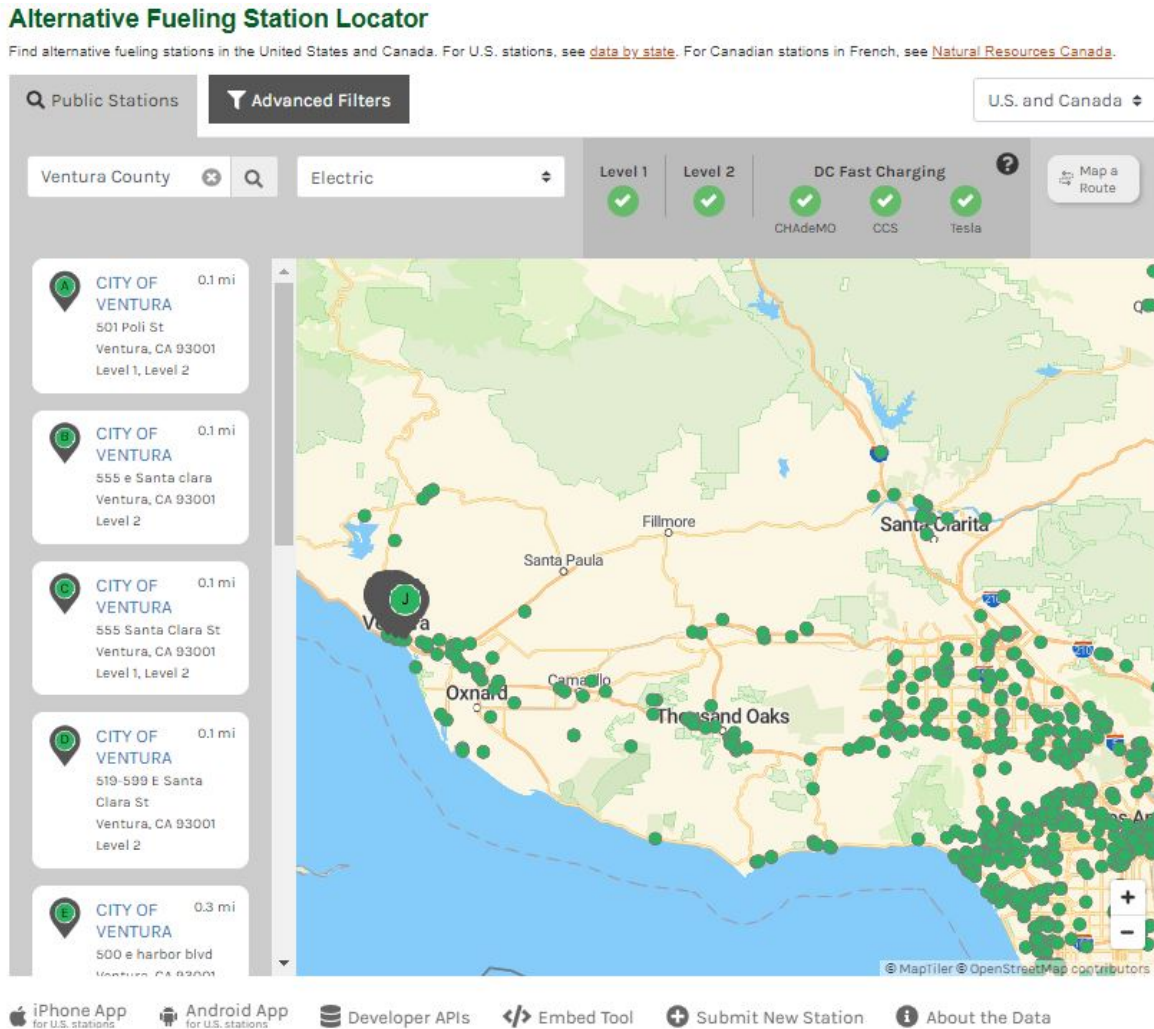 Alternative Fueling Station Locator
Find alternative fueling stations in the United States and Canada. For U.S. stations, see data by state. For Canadian stations in French, see Natural Resources Canada.
Public Stations
Advanced Filters
U.S. and Canada
Ventura County
Electric
Level 1
Level 2
DC Fast Charging
CHAdeMO
CCS
Tesla
?
Map a
Route
A
CITY OF
VENTURA
0.1 mi
501 Poli St
Ventura, CA 93001
Level 1, Level 2
B
CITY OF
VENTURA
0.1 mi
555 e Santa clara
Ventura, CA 93001
Level 2
C
CITY OF
VENTURA
0.1 mi
555 Santa Clara St
Ventura, CA 93001
Level 1, Level 2
D
CITY OF
VENTURA
0.1 mi
519-599 E Santa
Clara St
Ventura, CA 93001
Level 2
E
CITY OF
VENTURA
0.3 mi
500 e harbor blvd
Ventura, CA 93001
Fillmore
Santa Clarita
Santa Paula
J
Ventura
Oxnard
Camarillo
Thousand Oaks
210
210
+
−
© MapTiler © OpenStreetMap contributors
iPhone App
for U.S. stations
Android App
for U.S. stations
Developer APIs
Embed Tool
Submit New Station
About the Data